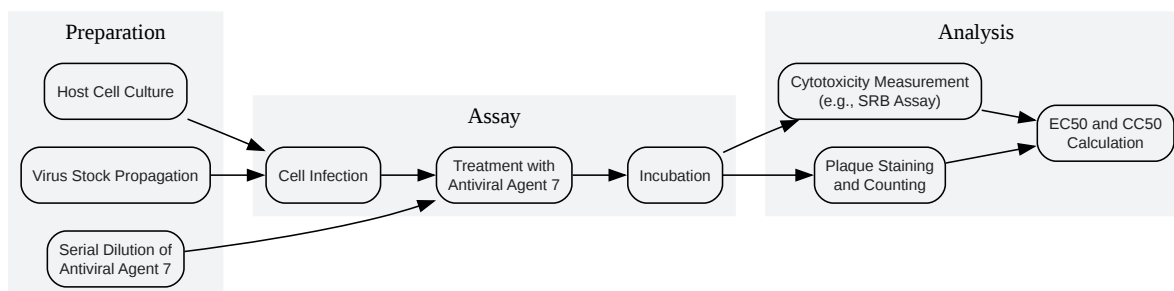 Preparation
Host Cell Culture
Virus Stock Propagation
Serial Dilution of
Antiviral Agent 7
Assay
Cell Infection
Treatment with
Antiviral Agent 7
Incubation
Analysis
Cytotoxicity Measurement
(e.g., SRB Assay)
Plaque Staining
and Counting
EC50 and CC50
Calculation